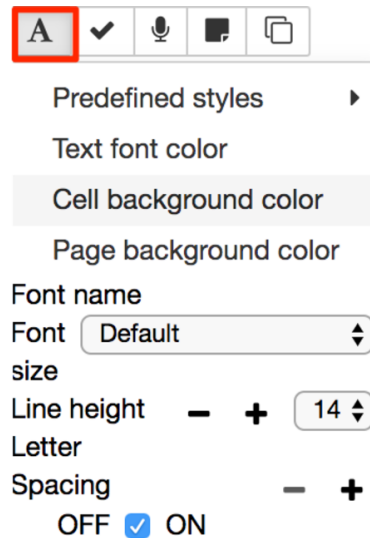 A
Predefined styles
Text font color
Cell background color
Page background color
Font name
Font Default
size
Line height 14
Letter
Spacing
OFF ON